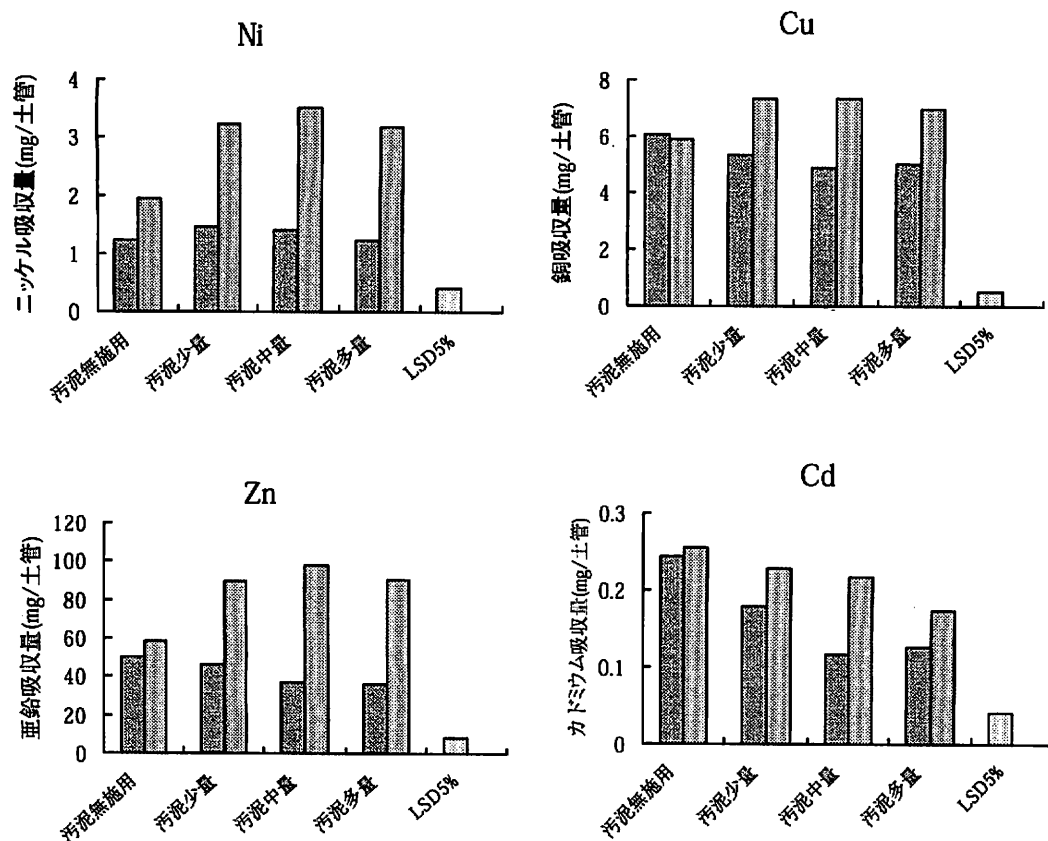 Ni
ニッケル吸収量(mg/土管)
4
3
2
1
0
汚泥無施用
汚泥少量
汚泥中量
汚泥多量
LSD5%
Cu
銅吸収量(mg/土管)
8
6
4
2
0
汚泥無施用
汚泥少量
汚泥中量
汚泥多量
LSD5%
Zn
亜鉛吸収量(mg/土管)
120
100
80
60
40
20
0
汚泥無施用
汚泥少量
汚泥中量
汚泥多量
LSD5%
Cd
カドミウム吸収量(mg/土管)
0.3
0.2
0.1
0
汚泥無施用
汚泥少量
汚泥中量
汚泥多量
LSD5%